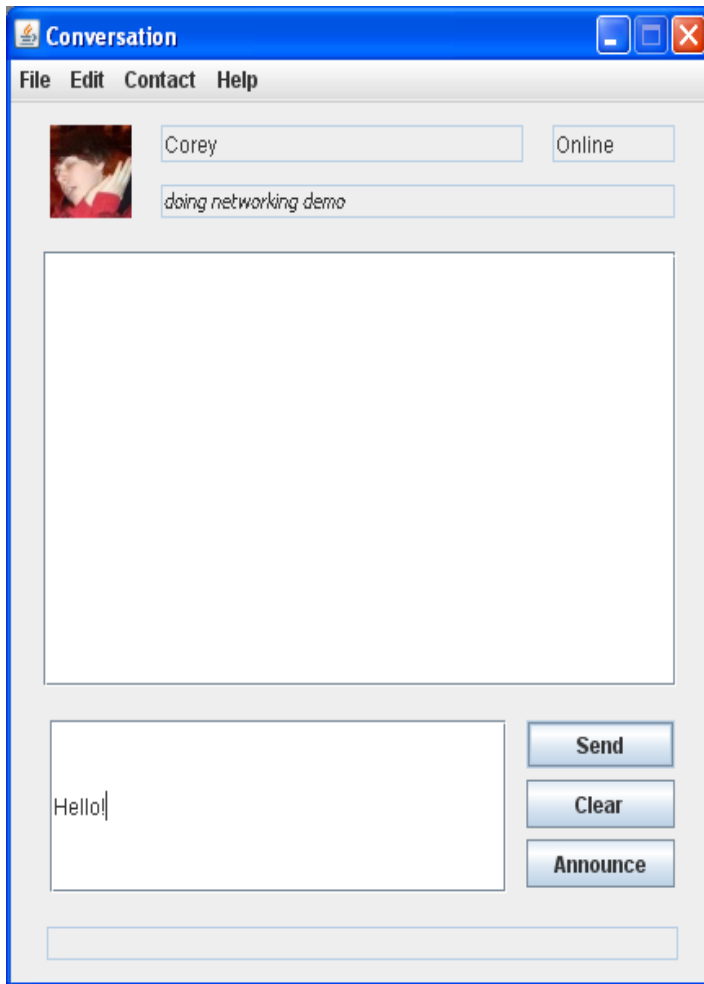 Conversation
File Edit Contact Help
Corey Online
doing networking demo
Hello! 
Send
Clear
Announce